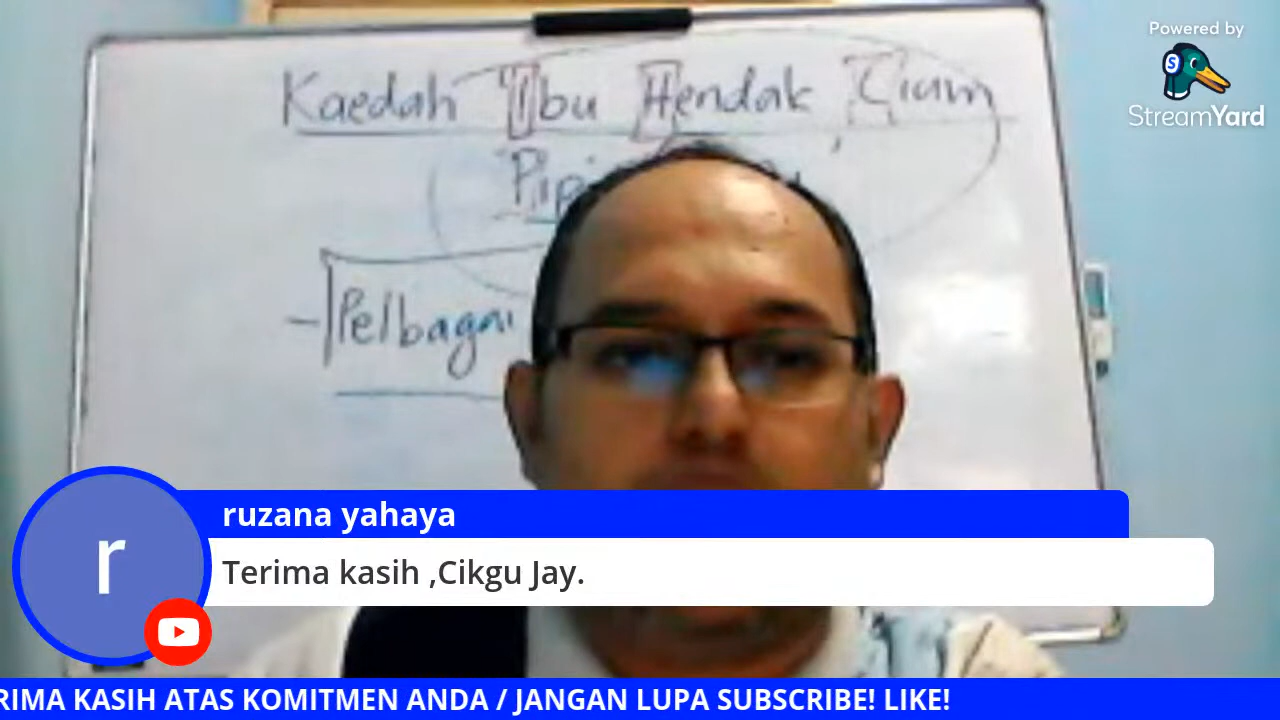 Powered by
StreamYard
Kaedah Ibu Hendak Cium
Pelbagai
r
ruzana yahaya
Terima kasih ,Cikgu Jay.
RIMA KASIH ATAS KOMITMEN ANDA / JANGAN LUPA SUBSCRIBE! LIKE!